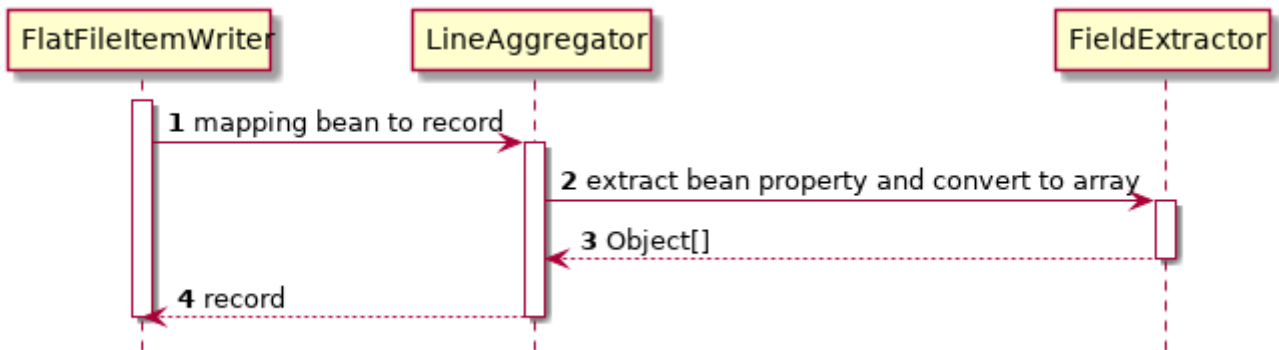 FlatFileItemWriter
LineAggregator
FieldExtractor
1 mapping bean to record
2 extract bean property and convert to array
3 Object[]
4 record